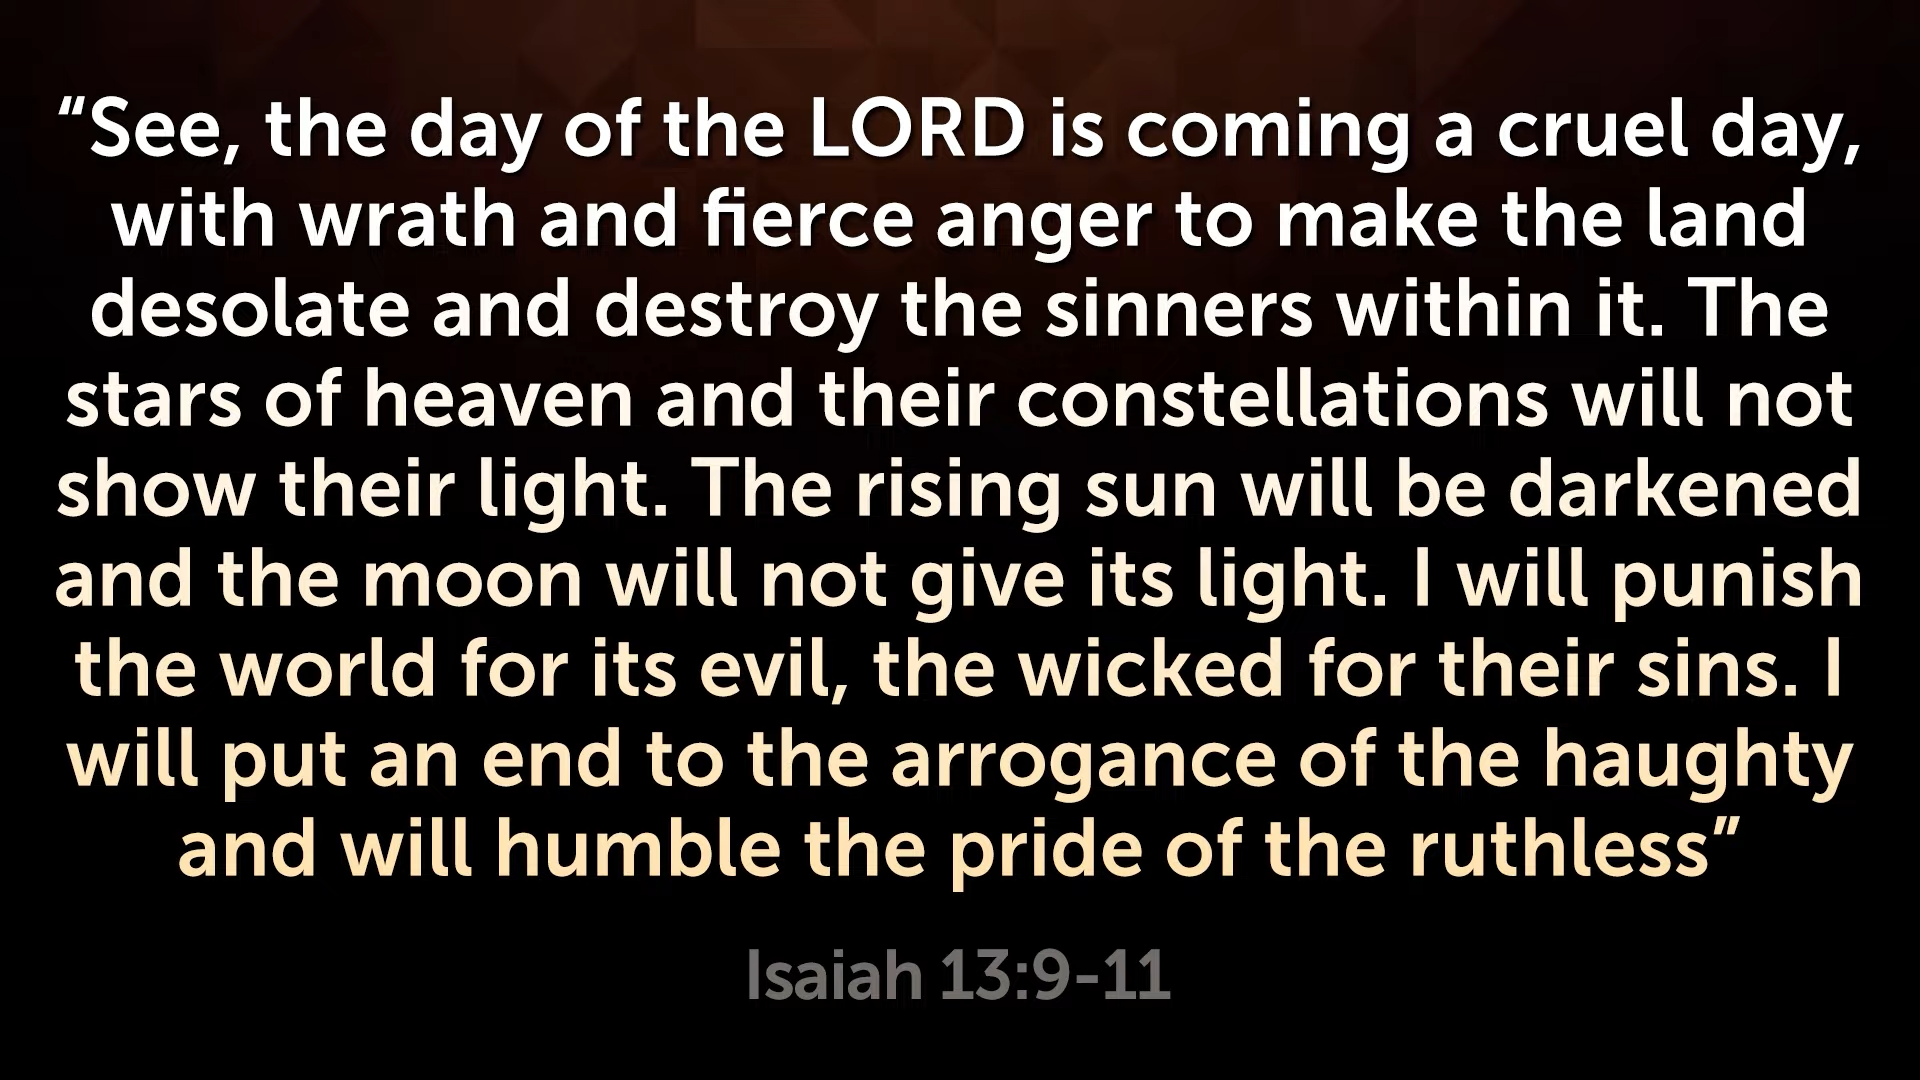 “See, the day of the LORD is coming a cruel day,
with wrath and fierce anger to make the land
desolate and destroy the sinners within it. The
stars of heaven and their constellations will not
show their light. The rising sun will be darkened
and the moon will not give its light. I will punish
the world for its evil, the wicked for their sins. I
will put an end to the arrogance of the haughty
and will humble the pride of the ruthless”
Isaiah 13:9-11